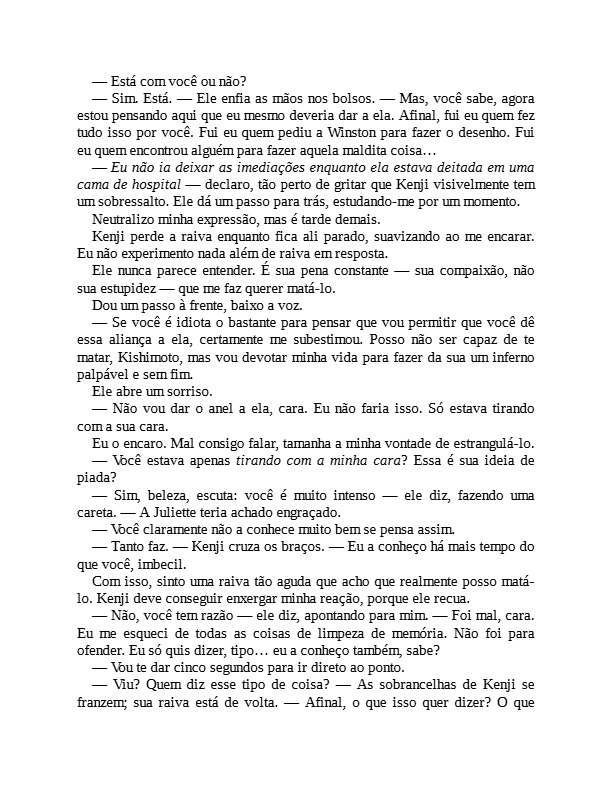 — Está com você ou não?
— Sim. Está. — Ele enfia as mãos nos bolsos. — Mas, você sabe, agora
estou pensando aqui que eu mesmo deveria dar a ela. Afinal, fui eu quem fez
tudo isso por você. Fui eu quem pediu a Winston para fazer o desenho. Fui
eu quem encontrou alguém para fazer aquela maldita coisa…
— Eu não ia deixar as imediações enquanto ela estava deitada em uma
cama de hospital — declaro, tão perto de gritar que Kenji visivelmente tem
um sobressalto. Ele dá um passo para trás, estudando-me por um momento.
Neutralizo minha expressão, mas é tarde demais.
Kenji perde a raiva enquanto fica ali parado, suavizando ao me encarar.
Eu não experimento nada além de raiva em resposta.
Ele nunca parece entender. É sua pena constante — sua compaixão, não
sua estupidez — que me faz querer matá-lo.
Dou um passo à frente, baixo a voz.
— Se você é idiota o bastante para pensar que vou permitir que você dê
essa aliança a ela, certamente me subestimou. Posso não ser capaz de te
matar, Kishimoto, mas vou devotar minha vida para fazer da sua um inferno
palpável e sem fim.
Ele abre um sorriso.
— Não vou dar o anel a ela, cara. Eu não faria isso. Só estava tirando
com a sua cara.
Eu o encaro. Mal consigo falar, tamanha a minha vontade de estrangulá-lo.
— Você estava apenas tirando com a minha cara? Essa é sua ideia de
piada?
— Sim, beleza, escuta: você é muito intenso — ele diz, fazendo uma
careta. — A Juliette teria achado engraçado.
— Você claramente não a conhece muito bem se pensa assim.
— Tanto faz. — Kenji cruza os braços. — Eu a conheço há mais tempo do
que você, imbecil.
Com isso, sinto uma raiva tão aguda que acho que realmente posso matá-
lo. Kenji deve conseguir enxergar minha reação, porque ele recua.
— Não, você tem razão — ele diz, apontando para mim. — Foi mal, cara.
Eu me esqueci de todas as coisas de limpeza de memória. Não foi para
ofender. Eu só quis dizer, tipo… eu a conheço também, sabe?
— Vou te dar cinco segundos para ir direto ao ponto.
— Viu? Quem diz esse tipo de coisa? — As sobrancelhas de Kenji se
franzem; sua raiva está de volta. — Afinal, o que isso quer dizer? O que